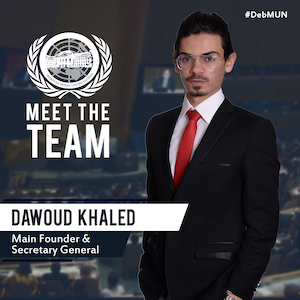 #DebMUN
MEET THE
TEAM
DAWOUD KHALED
Main Founder &
Secretary General